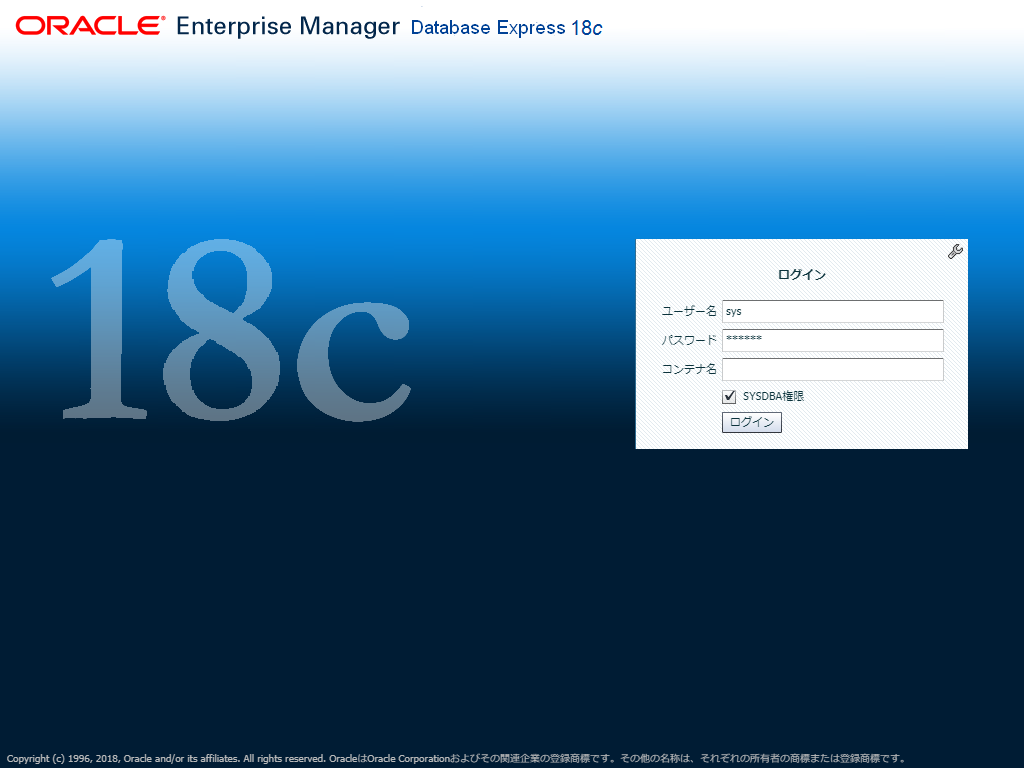 ORACLE® Enterprise Manager Database Express 18c
18c
ログイン
ユーザー名 sys
パスワード ******
コンテナ名
SYSDBA権限
ログイン
Copyright (c) 1996, 2018, Oracle and/or its affiliates. All rights reserved. OracleはOracle Corporationおよびその関連企業の登録商標です。その他の名称は、それぞれの所有者の商標または登録商標です。